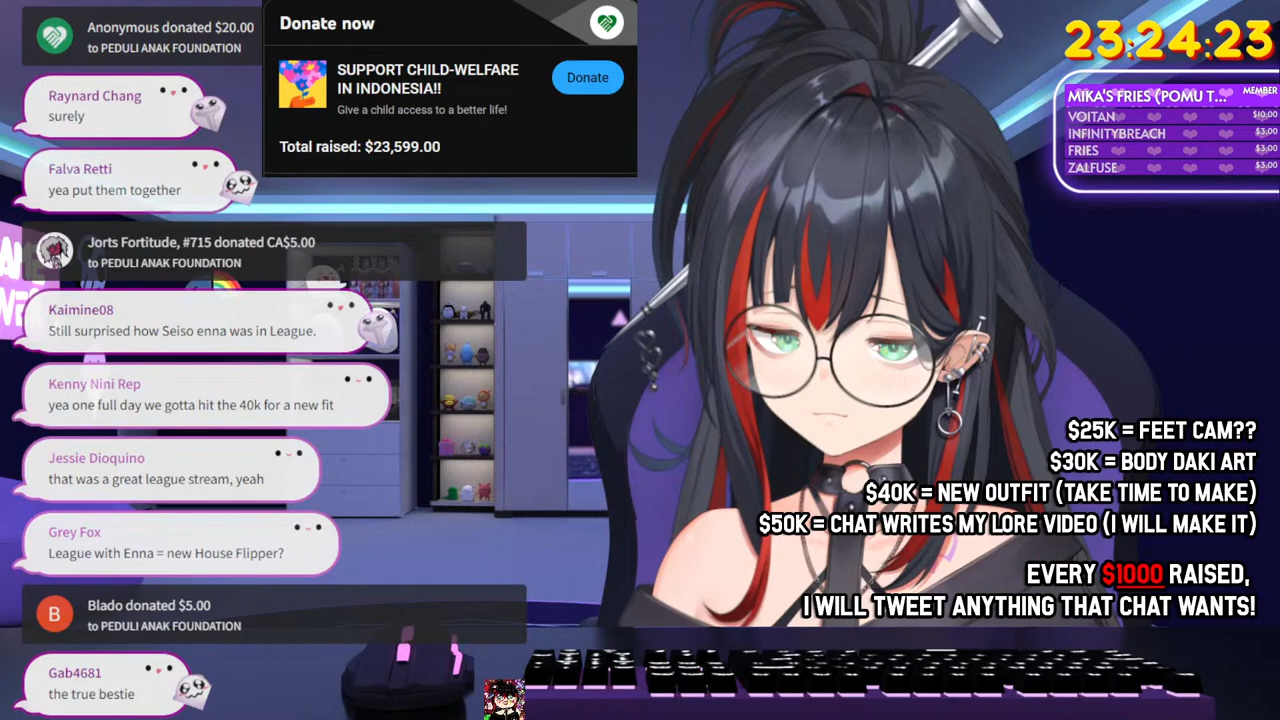 Anonymous donated $20.00
to PEDULI ANAK FOUNDATION
Raynard Chang
surely
Falva Retti
yea put them together
Jorts Fortitude, #715 donated CA$5.00
to PEDULI ANAK FOUNDATION
Kaimine08
Still surprised how Seiso enna was in League.
Kenny Nini Rep
yea one full day we gotta hit the 40k for a new fit
Jessie Dioquino
that was a great league stream, yeah
Grey Fox
League with Enna = new House Flipper?
B
Blado donated $5.00
to PEDULI ANAK FOUNDATION
Gab4681
the true bestie
Donate now
SUPPORT CHILD-WELFARE
IN INDONESIA!!
Donate
Give a child access to a better life!
Total raised: $23,599.00
23:24:23
MIKA'S FRIES (POMU T... MEMBER
VOITAN $10.00
INFINITYBREACH $3.00
FRIES $3.00
ZALFUSE $3.00
$25K = FEET CAM??
$30K = BODY DAKI ART
$40K = NEW OUTFIT (TAKE TIME TO MAKE)
$50K = CHAT WRITES MY LORE VIDEO (I WILL MAKE IT)
EVERY $1000 RAISED,
I WILL TWEET ANYTHING THAT CHAT WANTS!